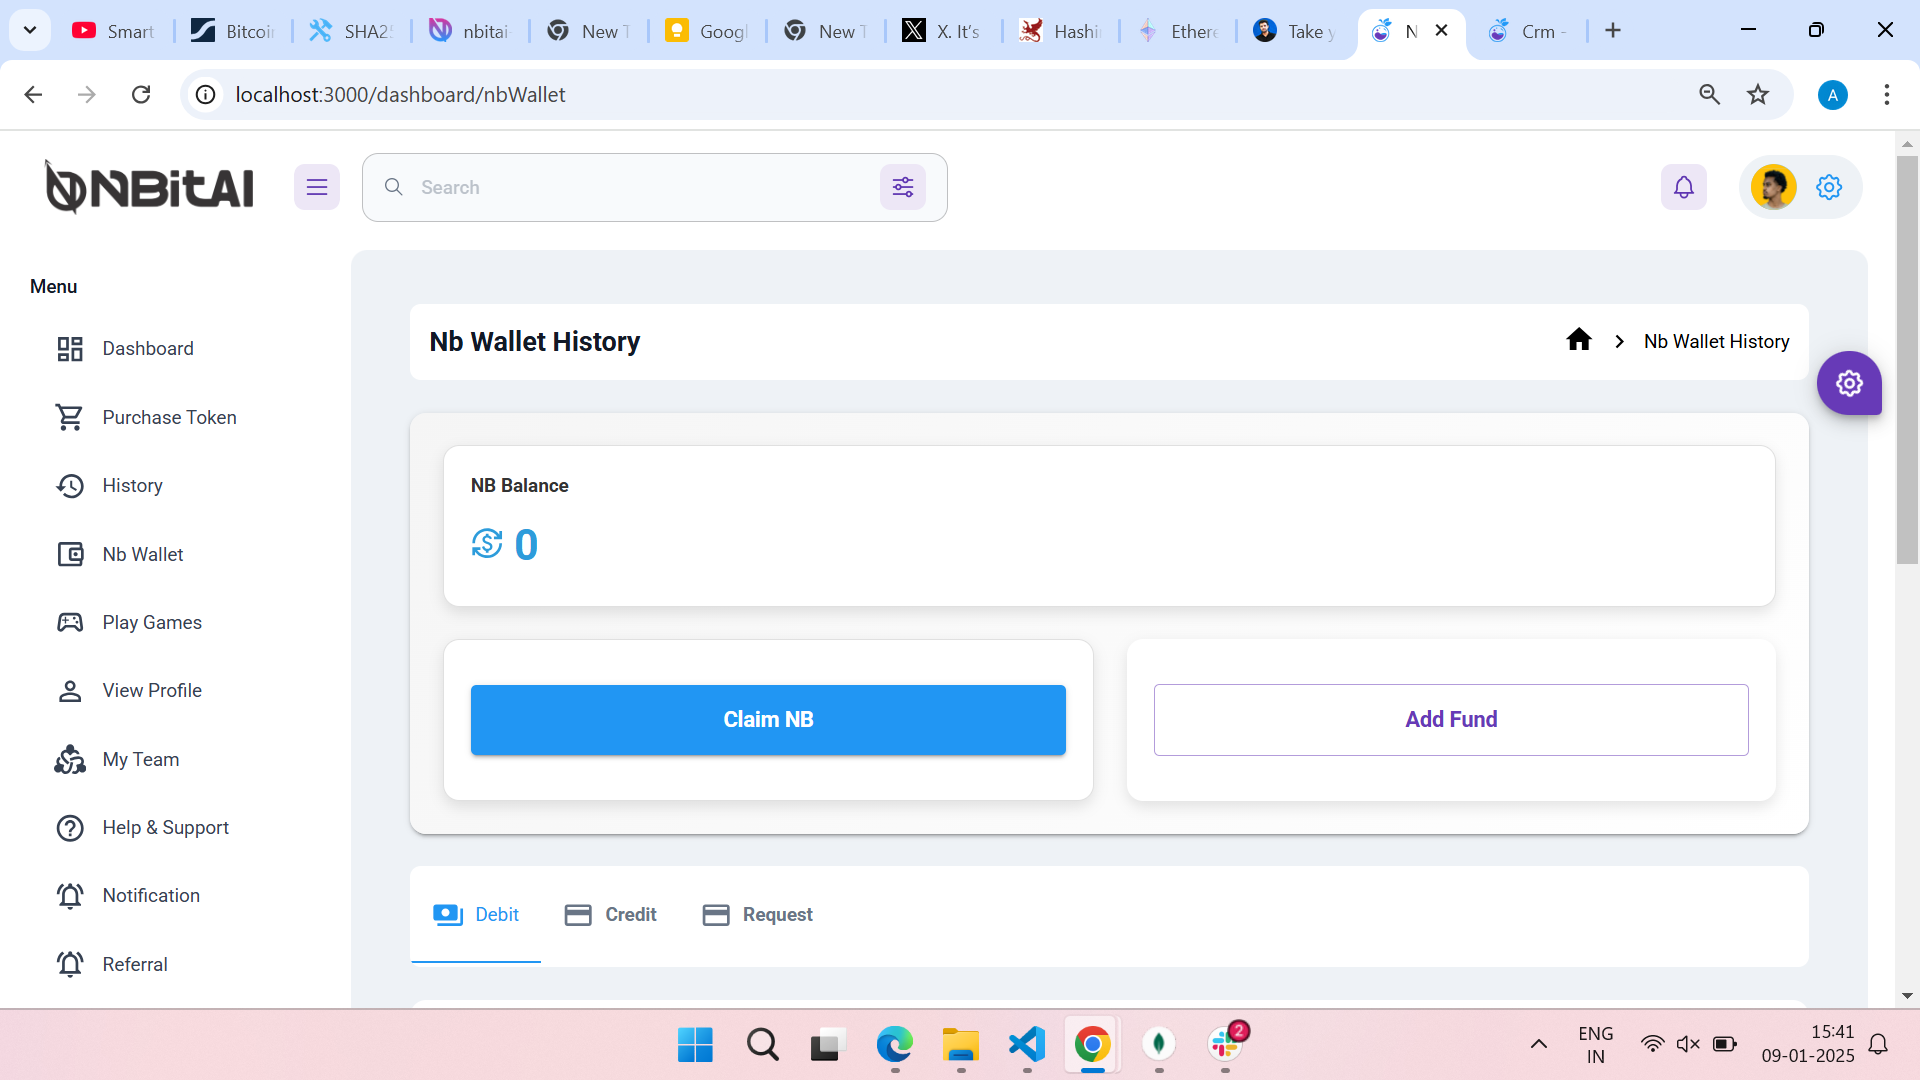 Smart
Bitcoin
SHA25
nbitai-
New T
Googl
New T
X. It's
Hashi
Ethere
Take y
N
Crm -
localhost:3000/dashboard/nbWallet
A
NBitAI
Search
Menu
Dashboard
Purchase Token
History
Nb Wallet
Play Games
View Profile
My Team
Help & Support
Notification
Referral
Nb Wallet History
Nb Wallet History
NB Balance
0
Claim NB
Add Fund
Debit
Credit
Request
2
ENG
IN
15:41
09-01-2025